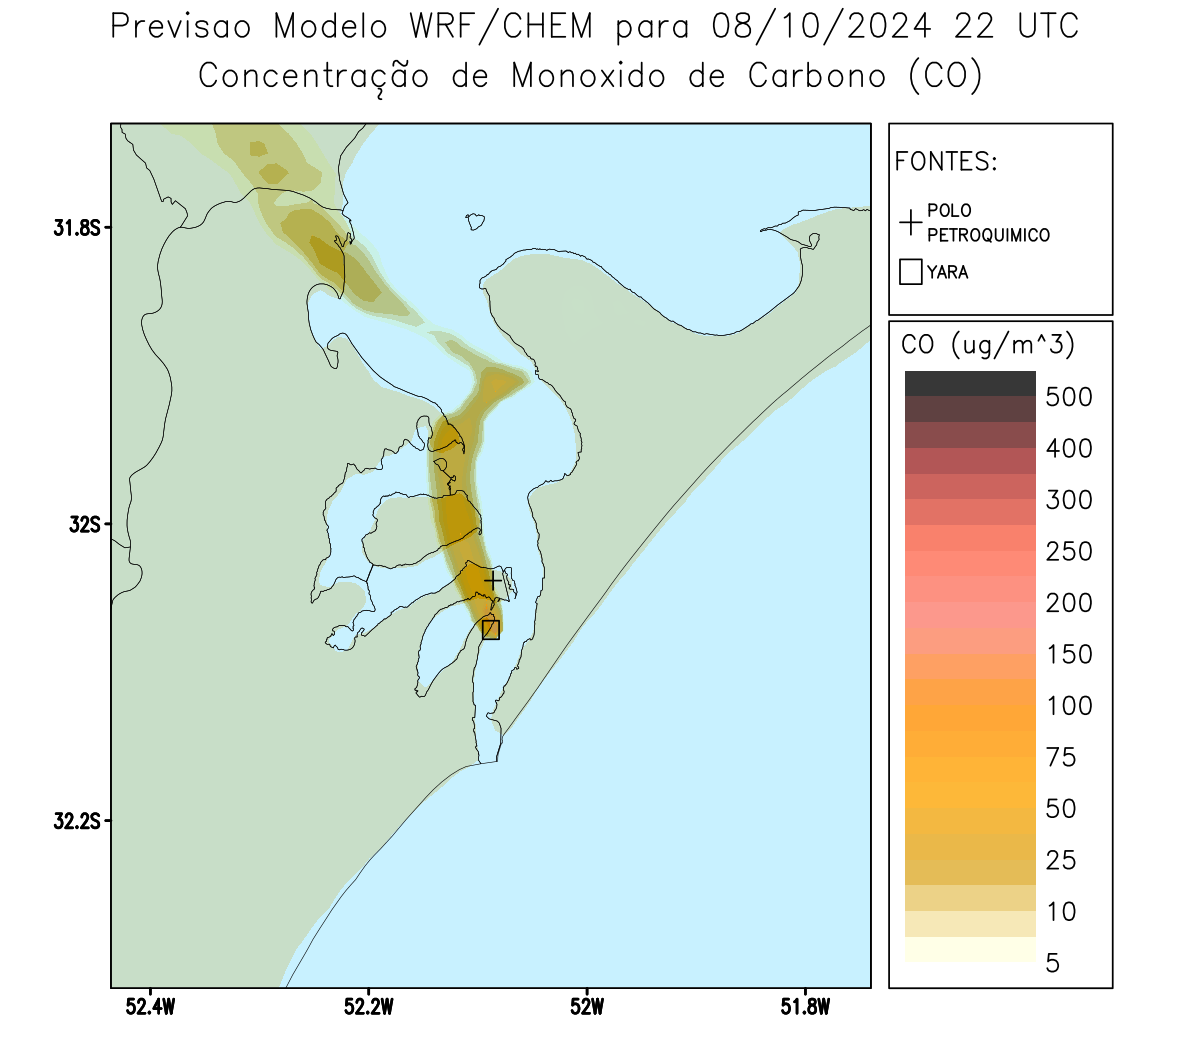 Previsao Modelo WRF/CHEM para 08/10/2024 22 UTC
Concentração de Monoxido de Carbono (CO)
FONTES:
POLO
PETROQUIMICO
YARA
CO (ug/m^3)
500
400
300
250
200
150
100
75
50
25
10
5
31.8S
32S
32.2S
52.4W
52.2W
52W
51.8W